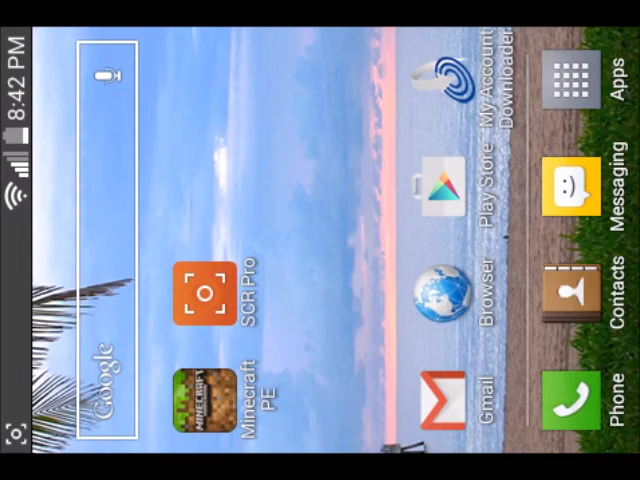 8:42 PM
Google
MINECRAFT
Minecraft PE
SCR Pro
Gmail
Browser
Play Store
My Account Downloader
Phone
Contacts
Messaging
Apps